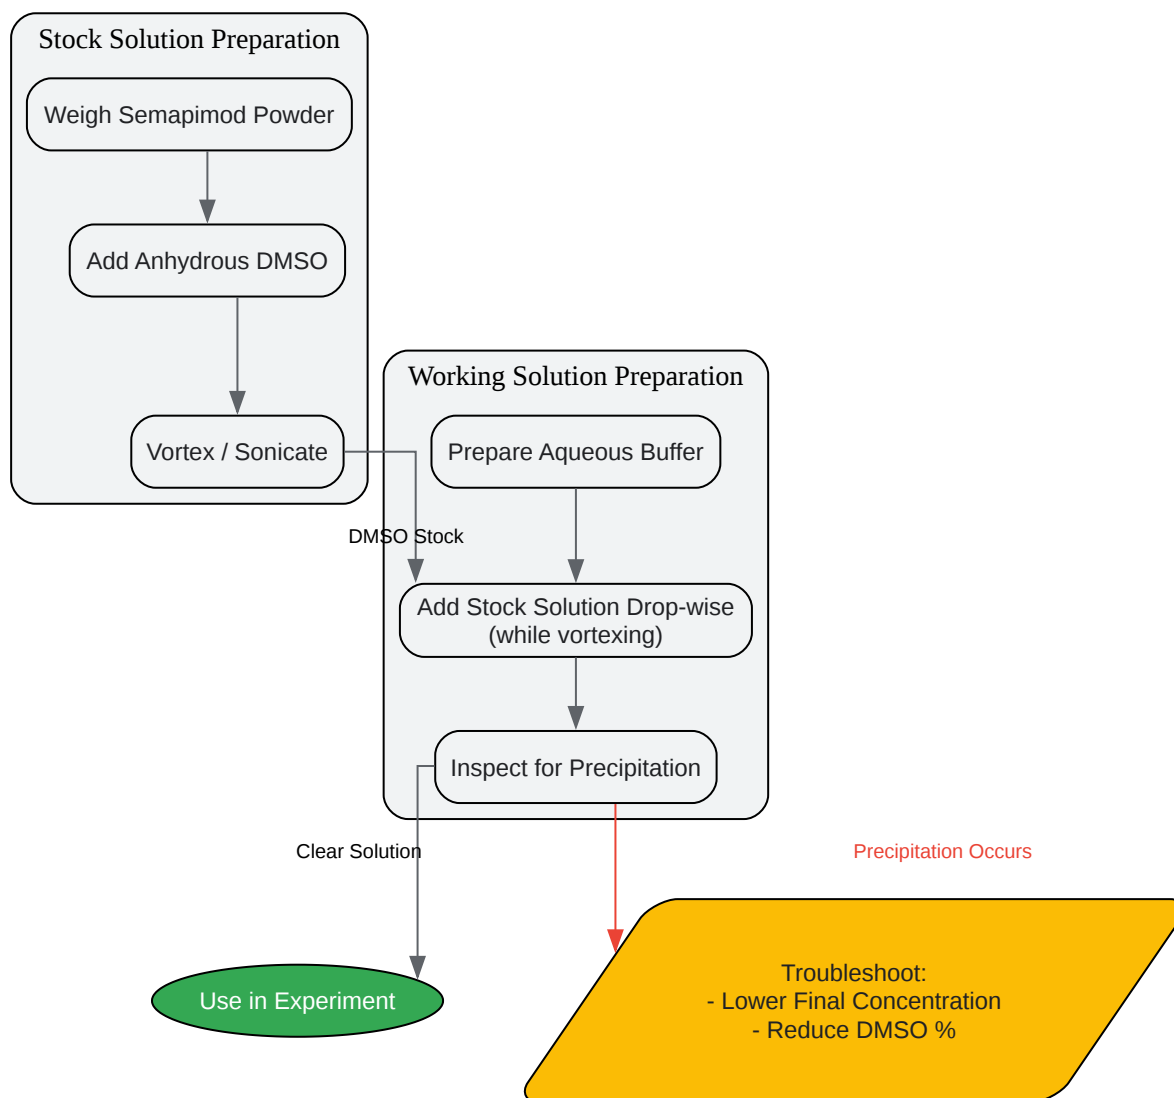 Stock Solution Preparation
Weigh Semapimod Powder
Add Anhydrous DMSO
Vortex / Sonicate
DMSO Stock
Working Solution Preparation
Prepare Aqueous Buffer
Add Stock Solution Drop-wise
(while vortexing)
Inspect for Precipitation
Clear Solution
Precipitation Occurs
Use in Experiment
Troubleshoot:
- Lower Final Concentration
- Reduce DMSO %